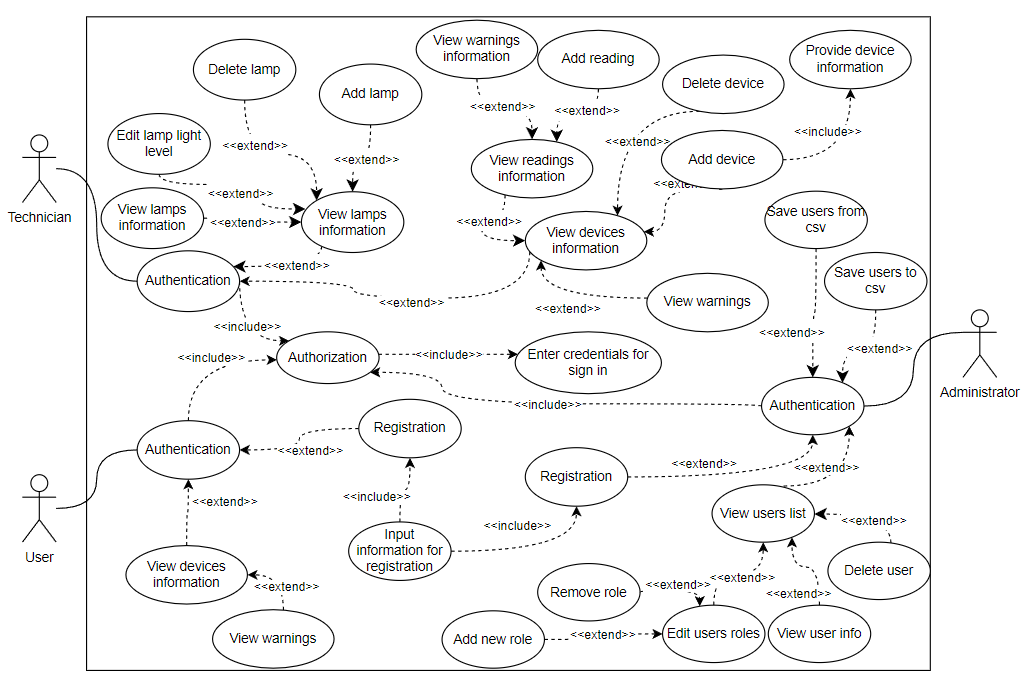 View warnings
information
Add reading
Provide device
information
Delete lamp
Add lamp
Delete device
<<extend>>
<<extend>>
Edit lamp light
level
<<extend>>
<<extend>>
<<extend>>
<<include>>
View readings
information
Add device
<<extend>>
<<exten
View lamps
information
<<extend>>
View lamps
information
<<extend>>
View devices
information
Save users from
csv
Technician
Authentication
<<extend>>
Save users to
csv
<<extend>>
<<extend>>
View warnings
<<include>>
<<extend>>
<<include>>
Authorization
<<include>>
Enter credentials for
sign in
<<extend>>
Administrator
<<include>>
Authentication
Authentication
Registration
<<extend>>
<<extend>>
<<extend>>
Registration
<<include>>
<<extend>>
View users list
<<include>>
<<extend>>
Input
information for
registration
User
View devices
information
<<extend>>
Delete user
Remove role
<<extend>>
<<extend>>
<<extend>>
View warnings
Add new role
<<extend>>
Edit users roles
View user info